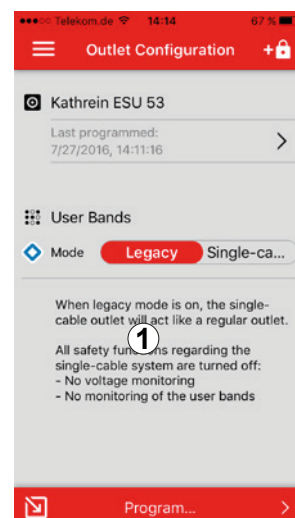 Telekom.de 14:14 67 %
Outlet Configuration +
Kathrein ESU 53
Last programmed:
7/27/2016, 14:11:16
User Bands
Mode Legacy Single-ca...
When legacy mode is on, the single-
cable outlet will act like a regular outlet.
1
All safety functions regarding the
single-cable system are turned off:
- No voltage monitoring
- No monitoring of the user bands
Program...